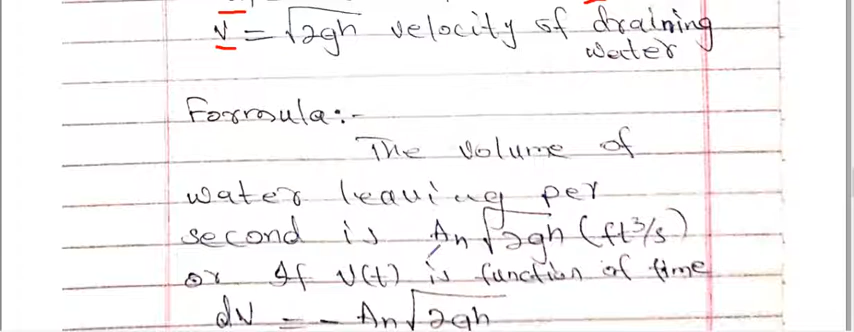 v = √2gh velocity of draining
water
Formula:-
The volume of
water leaving per
second is An√2gh (ft³/s)
or If V(t) is function of time
dV = - An√2gh